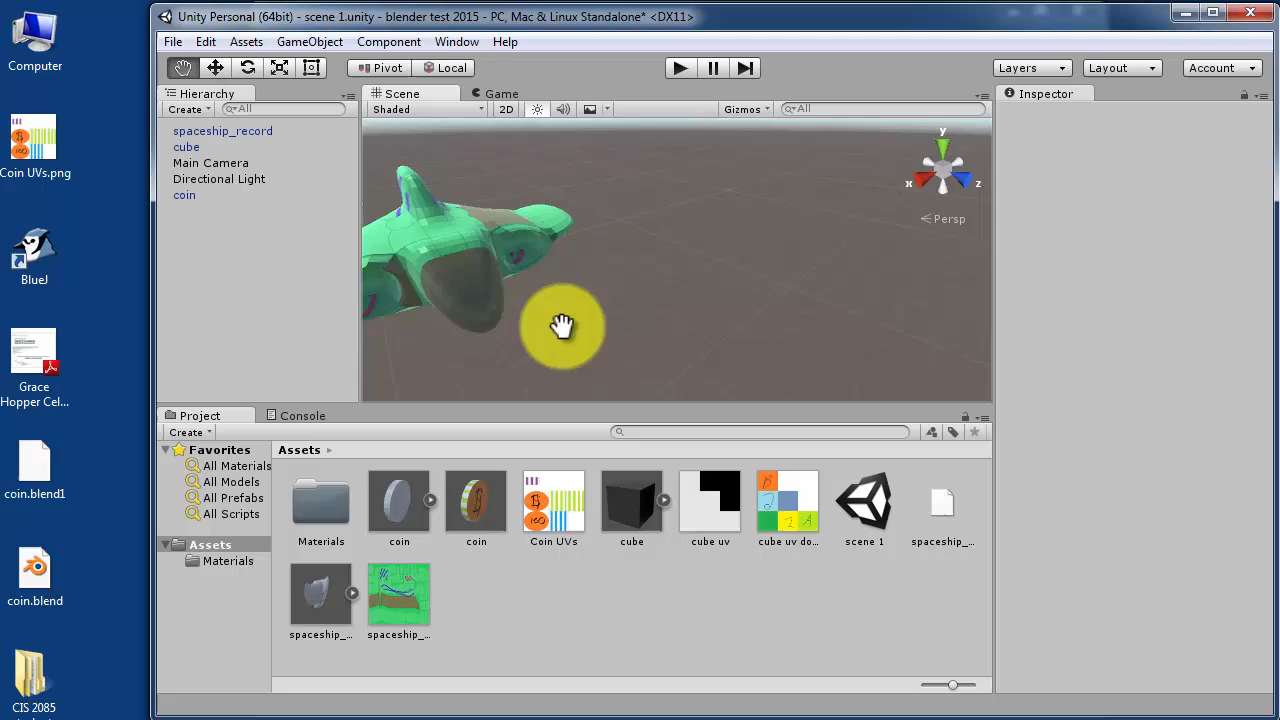 Unity Personal (64bit) - scene 1.unity - blender test 2015 - PC, Mac & Linux Standalone* <DX11>
File Edit Assets GameObject Component Window Help
Pivot Local Layers Layout Account
Hierarchy
Create All
spaceship_record
cube
Main Camera
Directional Light
coin
Scene Game
Shaded 2D Gizmos All
y
x z
Persp
Inspector
Project Console
Create
Favorites
All Materials
All Models
All Prefabs
All Scripts
Assets
Materials
Assets
Materials coin coin Coin UVs cube cube uv cube uv do... scene 1 spaceship_...
spaceship_... spaceship_...
Computer
Coin UVs.png
BlueJ
Grace
Hopper Cel...
coin.blend1
coin.blend
CIS 2085